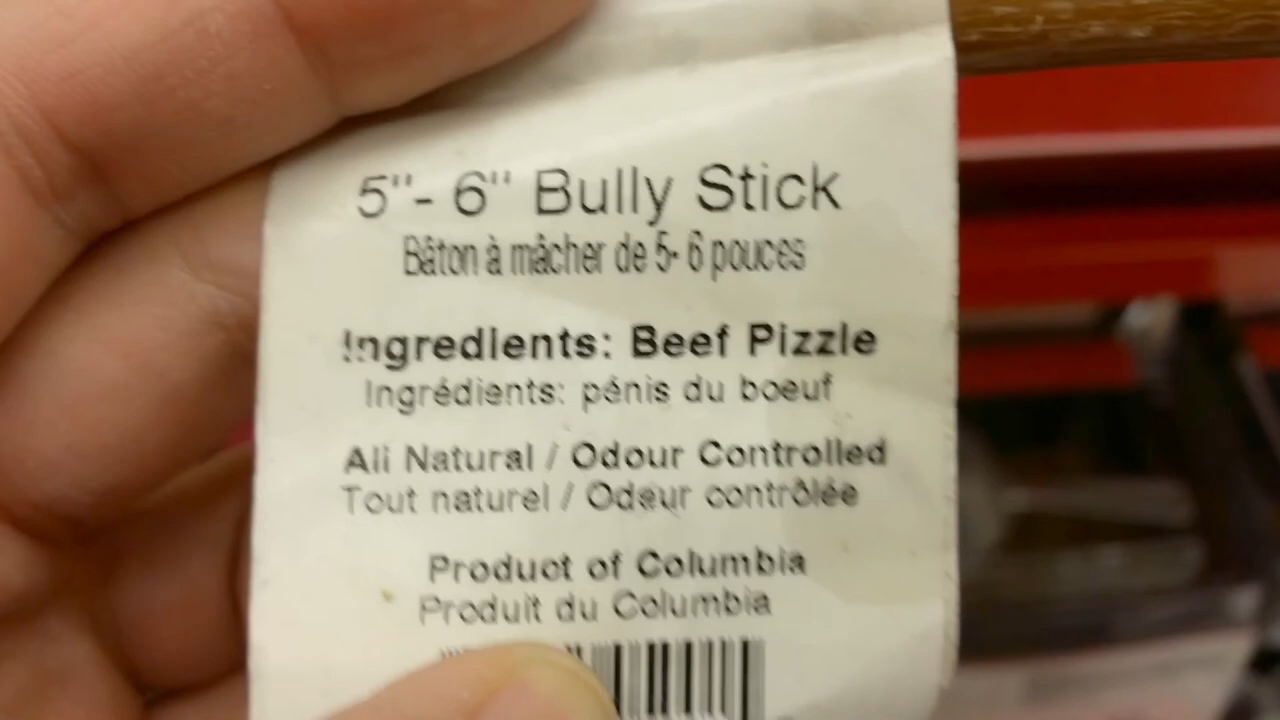 5"- 6" Bully Stick
Bâton à mâcher de 5- 6 pouces
Ingredients: Beef Pizzle
Ingrédients: pénis du boeuf
All Natural / Odour Controlled
Tout naturel / Odeur contrôlée
Product of Columbia
Produit du Columbia